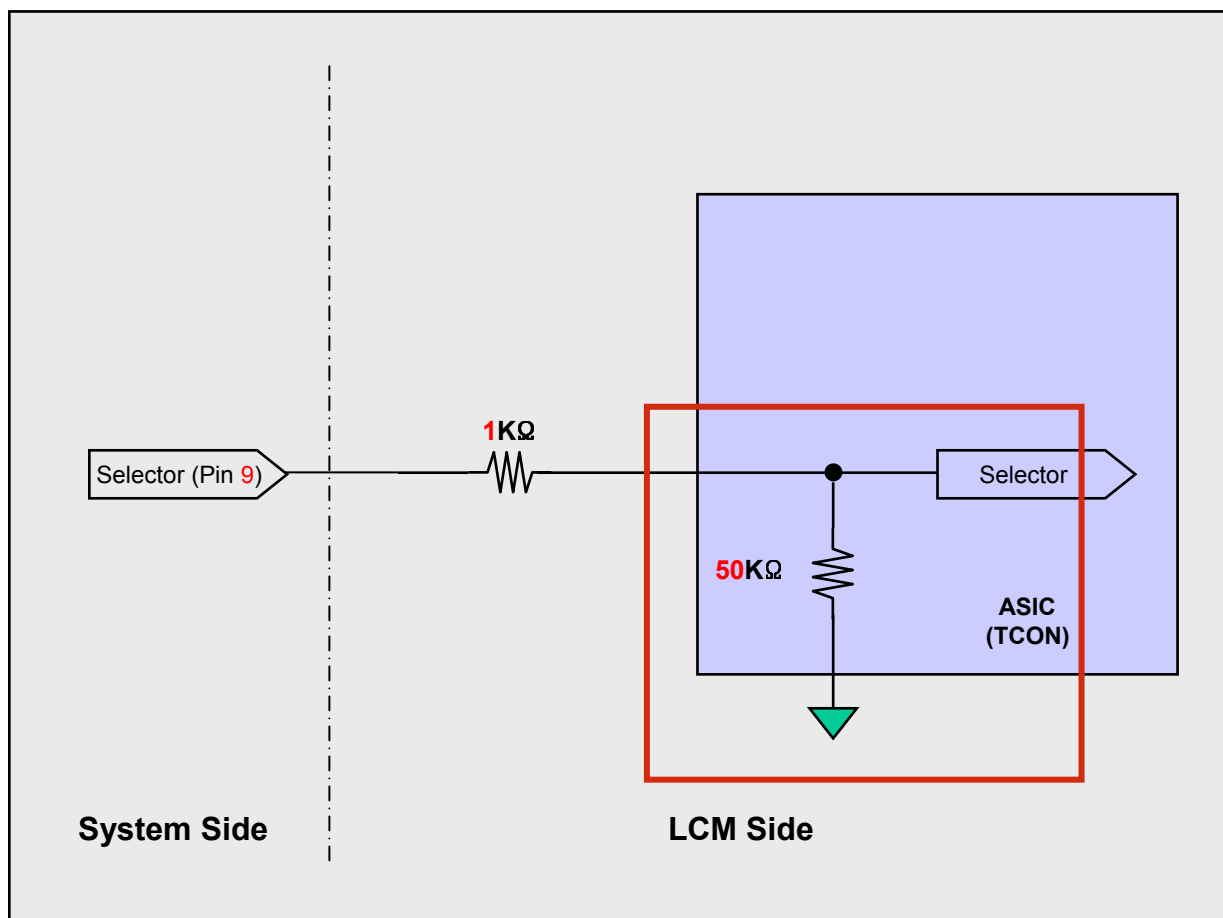 1KΩ
Selector (Pin 9)
Selector
50KΩ
ASIC
(TCON)
System Side
LCM Side